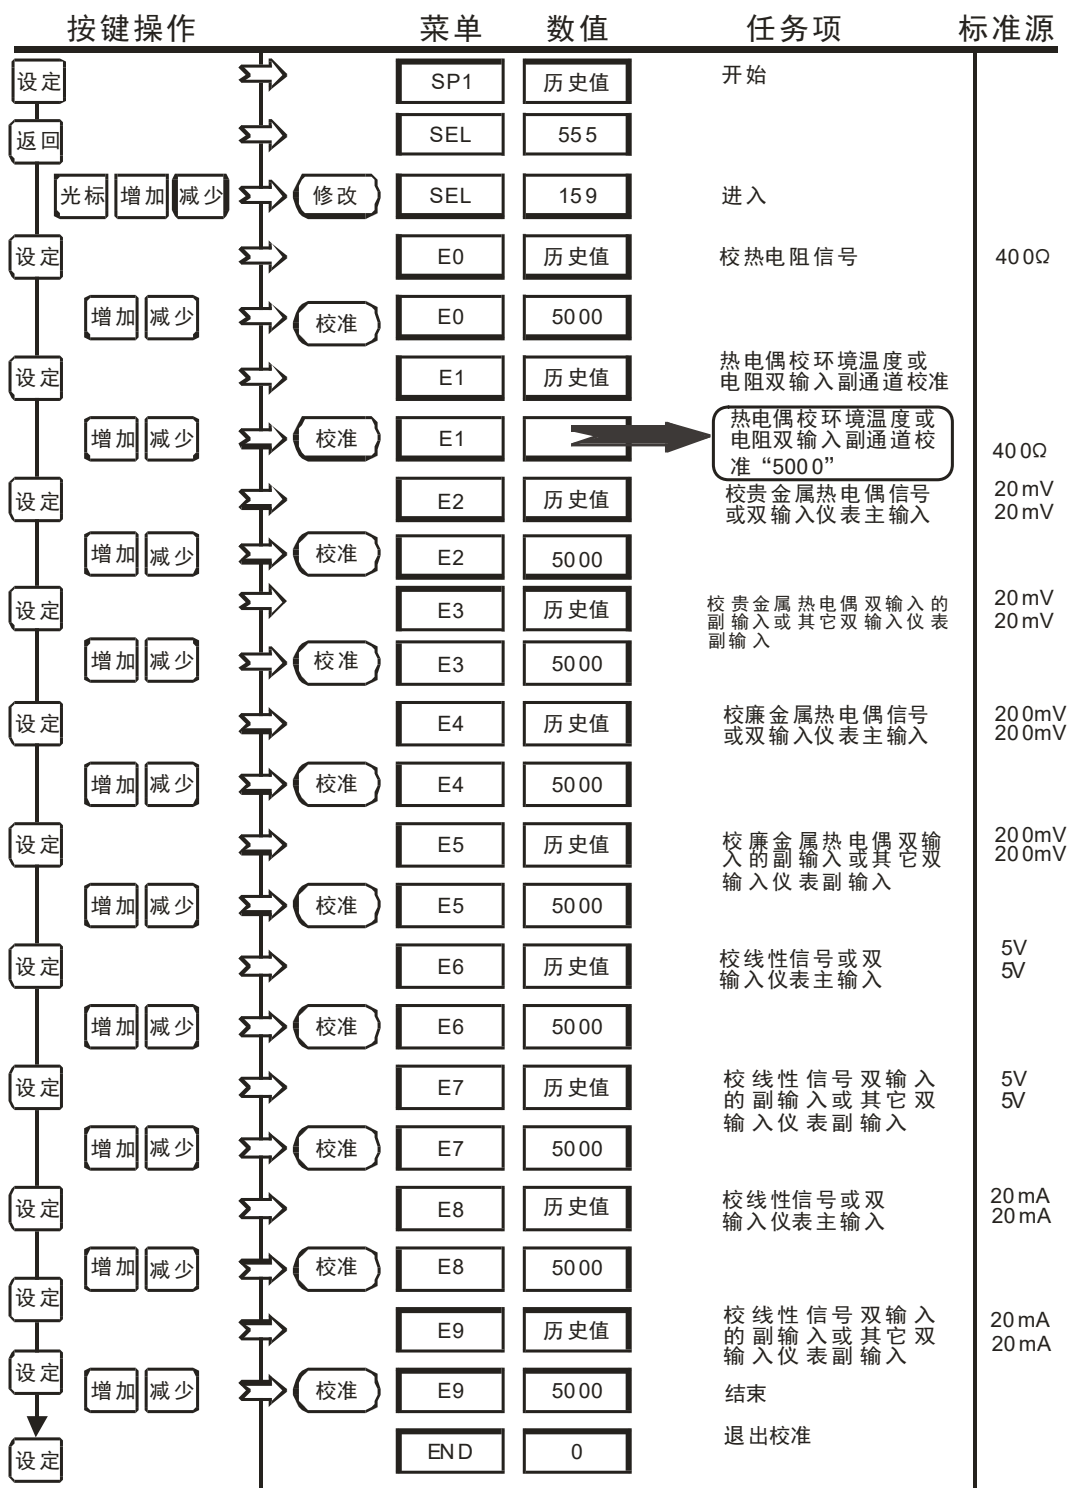 按键操作 菜单 数值 任务项 标准源
设定 SP1 历史值 开始
返回 SEL 555
光标 增加 减少 修改 SEL 159 进入
设定 E0 历史值 校热电阻信号 400Ω
增加 减少 校准 E0 5000
设定 E1 历史值 热电偶校环境温度或
电阻双输入副通道校准
增加 减少 校准 E1 热电偶校环境温度或
电阻双输入副通道校
准“5000” 400Ω
设定 E2 历史值 校贵金属热电偶信号 20mV
或双输入仪表主输入 20mV
增加 减少 校准 E2 5000
设定 E3 历史值 校贵金属热电偶双输入的 20mV
副输入或其它双输入仪表 20mV
副输入
增加 减少 校准 E3 5000
设定 E4 历史值 校廉金属热电偶信号 200mV
或双输入仪表主输入 200mV
增加 减少 校准 E4 5000
设定 E5 历史值 校廉金属热电偶双输 200mV
入的副输入或其它双 200mV
输入仪表副输入
增加 减少 校准 E5 5000
设定 E6 历史值 校线性信号或双 5V
输入仪表主输入 5V
增加 减少 校准 E6 5000
设定 E7 历史值 校线性信号双输入 5V
的副输入或其它双 5V
输入仪表副输入
增加 减少 校准 E7 5000
设定 E8 历史值 校线性信号或双 20mA
输入仪表主输入 20mA
增加 减少 校准 E8 5000
设定 E9 历史值 校线性信号双输入 20mA
的副输入或其它双 20mA
输入仪表副输入
设定 增加 减少 校准 E9 5000 结束
设定 END 0 退出校准